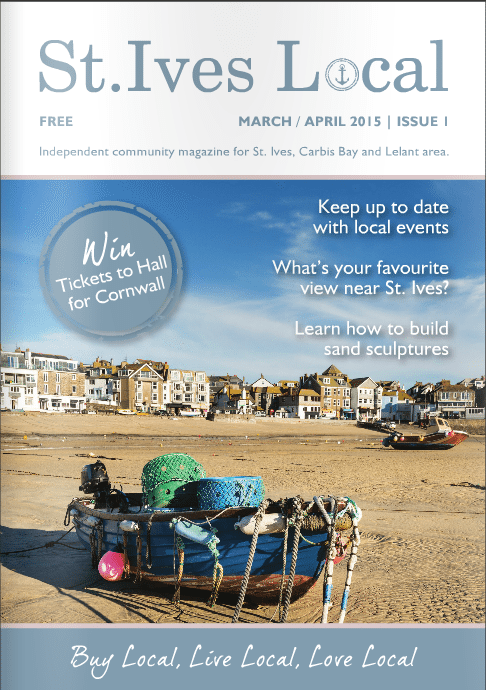 St.Ives Local
FREE
MARCH / APRIL 2015 | ISSUE 1
Independent community magazine for St. Ives, Carbis Bay and Lelant area.
Win
Tickets to Hall
for Cornwall
Keep up to date
with local events
What's your favourite
view near St. Ives?
Learn how to build
sand sculptures
Buy Local, Live Local, Love Local